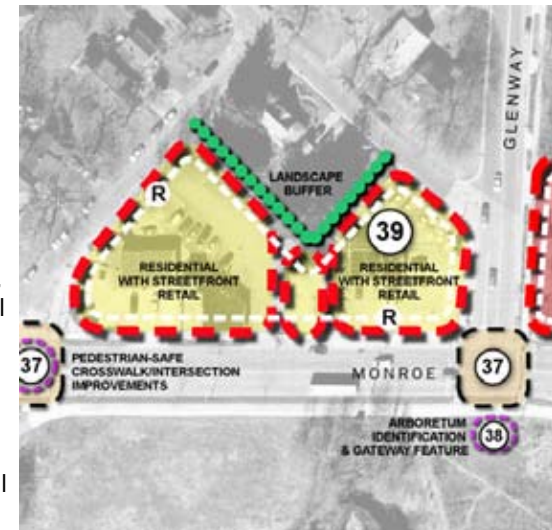 GLENWAY
LANDSCAPE
BUFFER
R
39
RESIDENTIAL
WITH STREETFRONT
RETAIL
RESIDENTIAL
WITH STREETFRONT
RETAIL
R
37
PEDESTRIAN-SAFE
CROSSWALK/INTERSECTION
IMPROVEMENTS
MONROE
37
ARBORETUM
IDENTIFICATION
& GATEWAY FEATURE
38